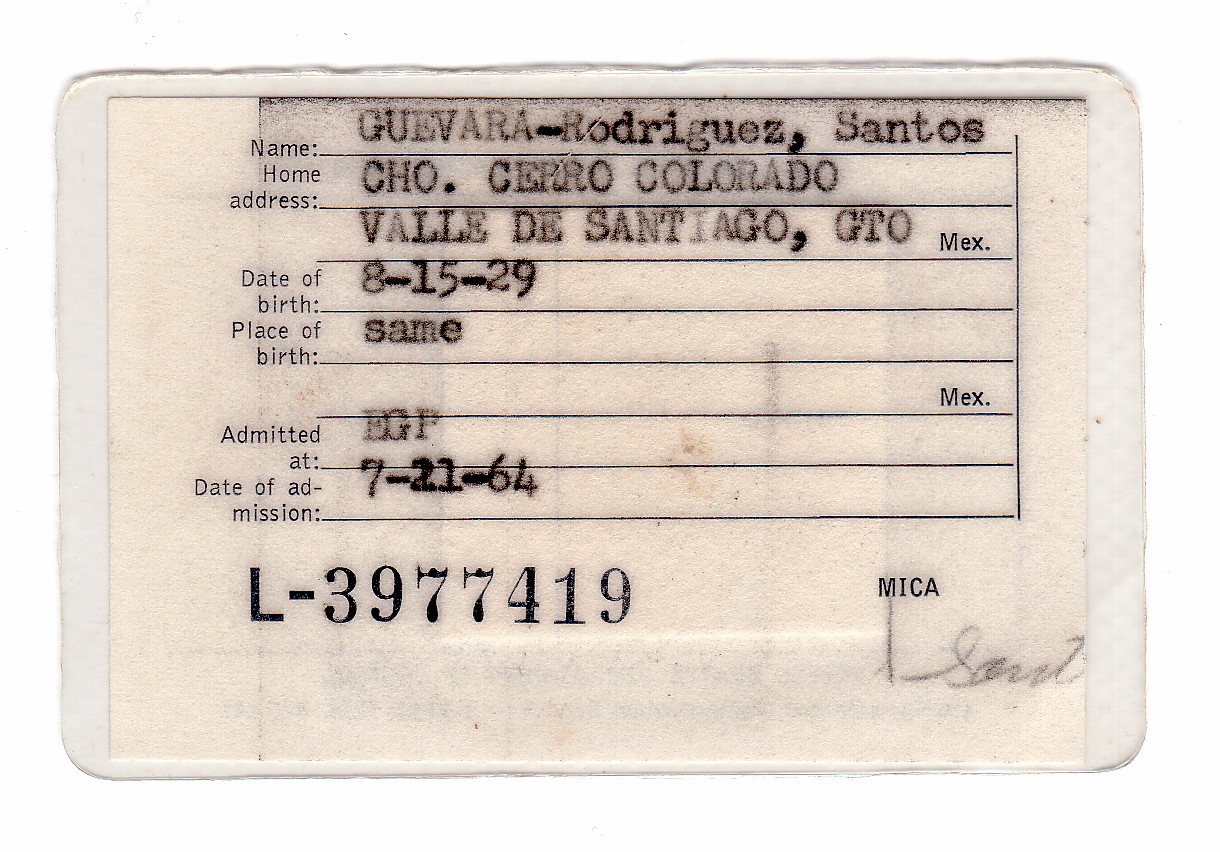 Name: GUEVARA-Rodriguez, Santos
Home address: CHO. CERRO COLORADO
VALLE DE SANTIAGO, GTO Mex.
Date of birth: 8-15-29
Place of birth: same
Mex.
Admitted at: EGP
Date of ad-mission: 7-21-64
L-3977419 MICA
Sant